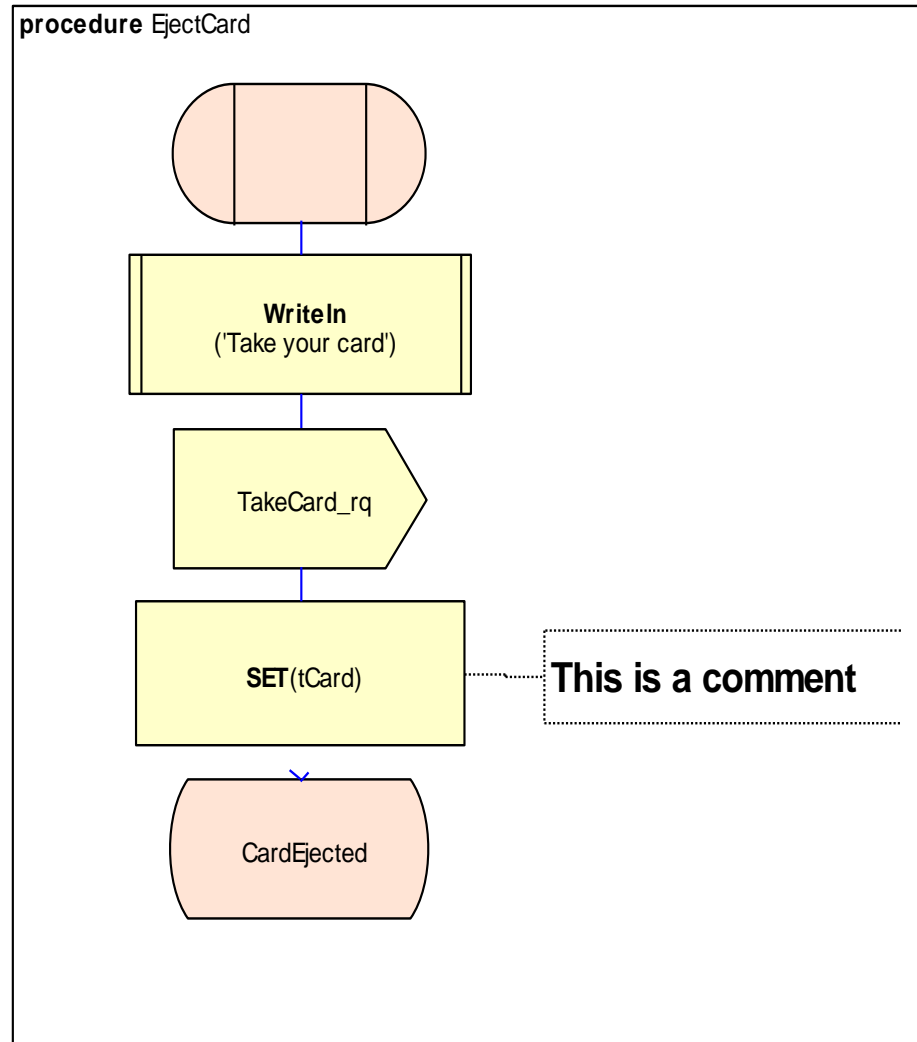 procedure EjectCard
Writeln
('Take your card')
TakeCard_rq
SET(tCard)
This is a comment
CardEjected